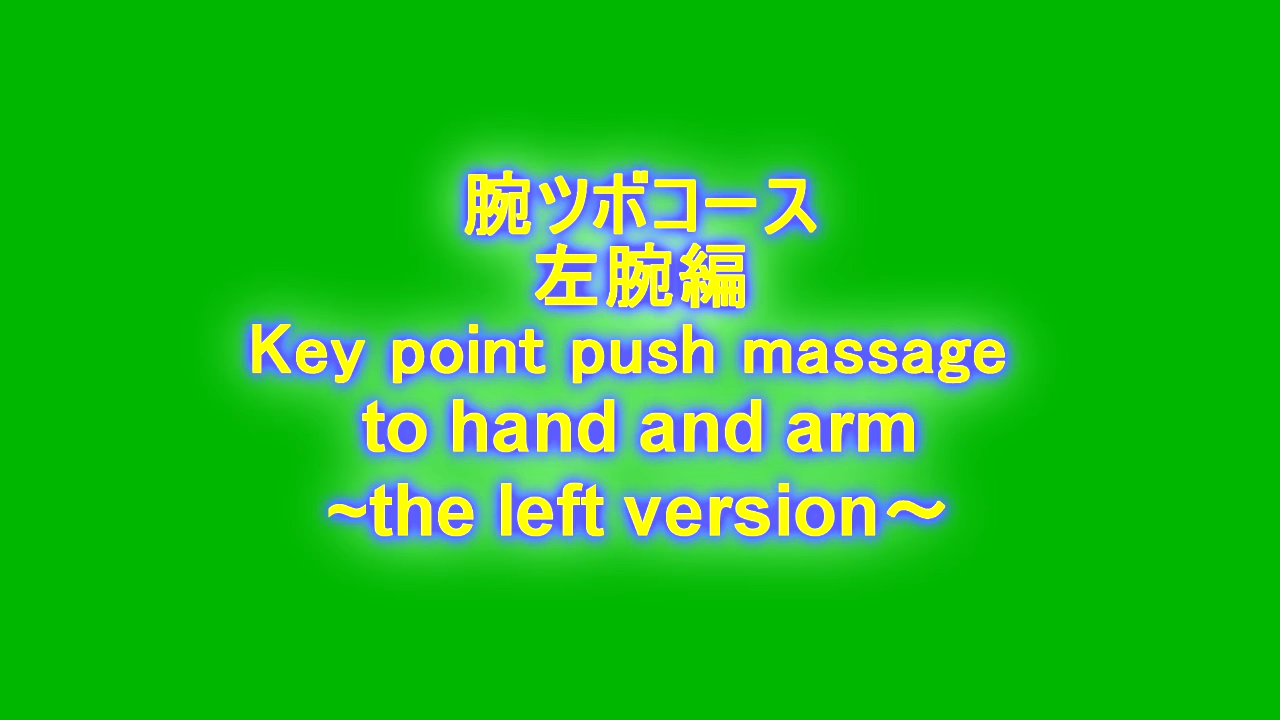 腕ツボコース
左腕編
Key point push massage
to hand and arm
~the left version～